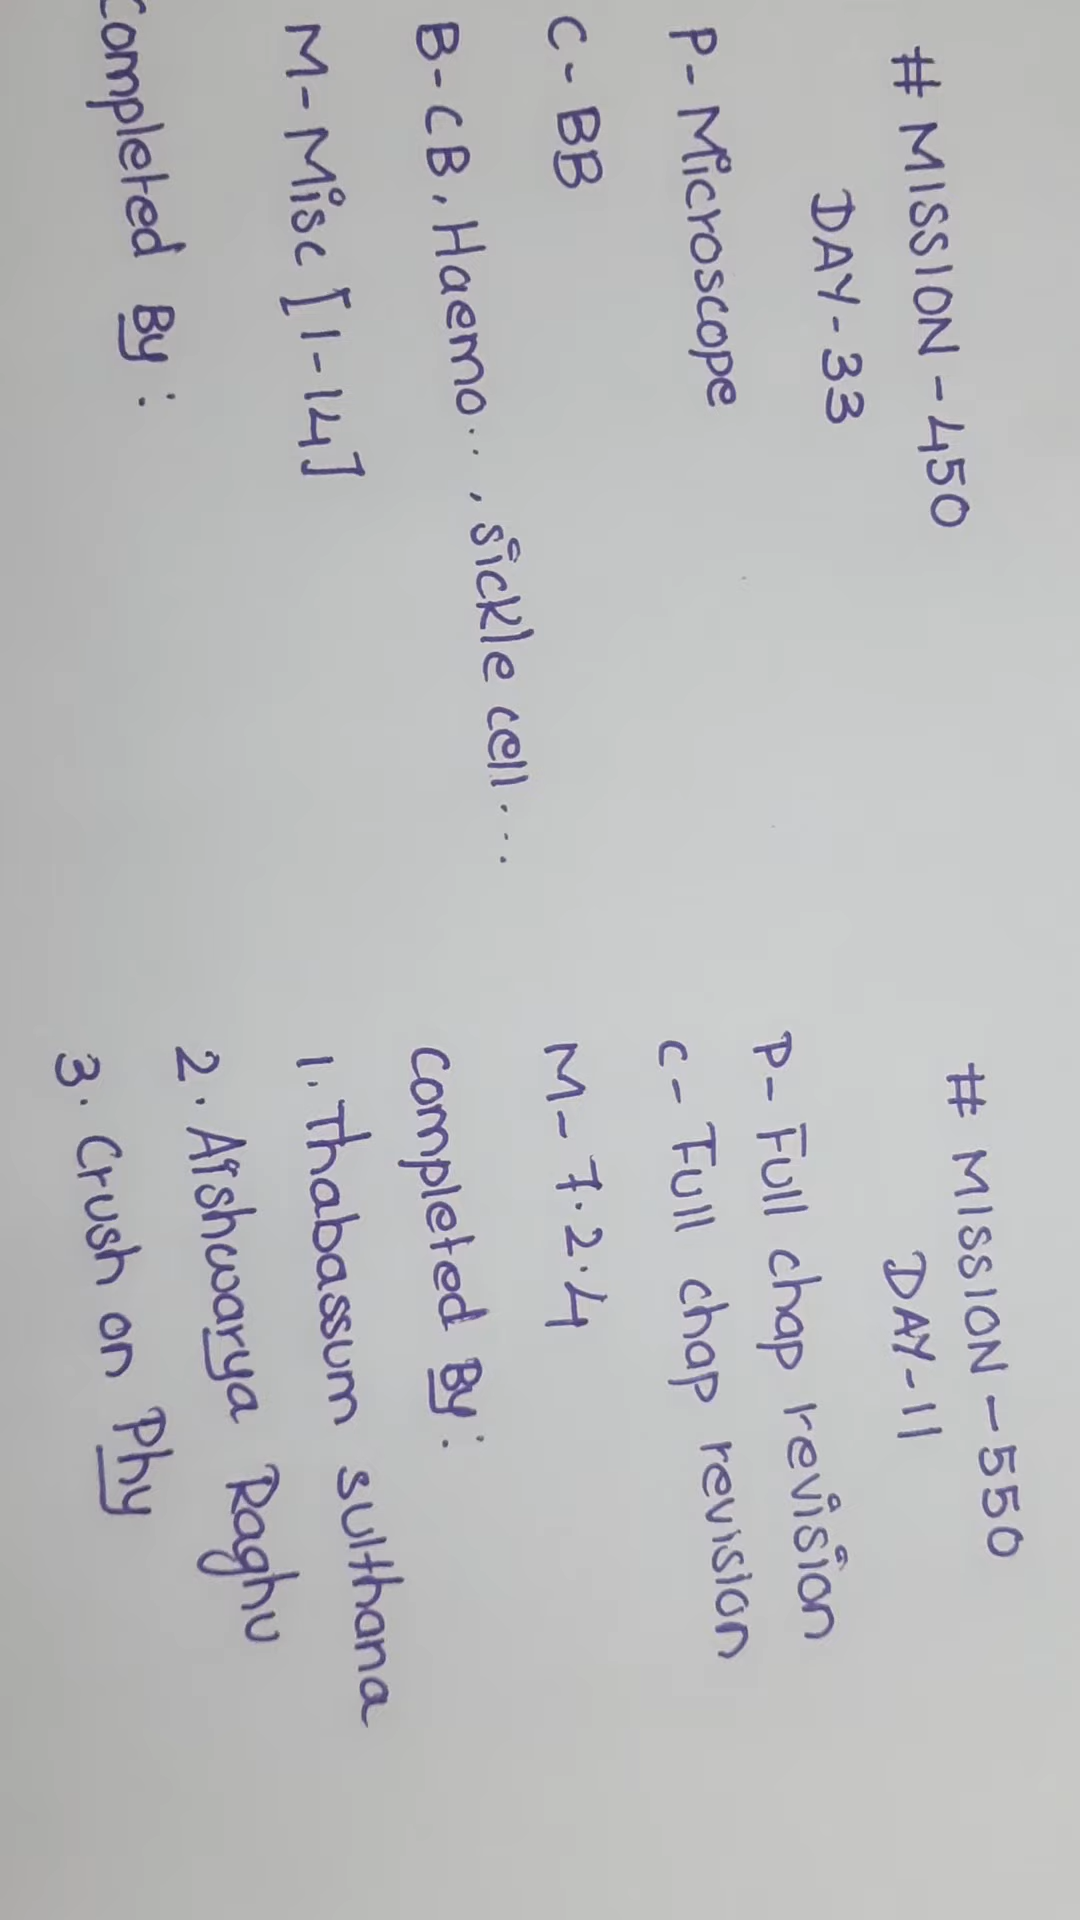 # MISSION-450
DAY-33
P-Microscope
C-BB
B-CB, Haemo.., sickle cell...
M-Misc [1-14]
Completed By:
# MISSION-550
DAY-11
P-Full chap revision
C-Full chap revision
M-7.2.4
Completed By:
1. Thabassum sulthana
2. Aishwarya Raghu
3. Crush on Phy